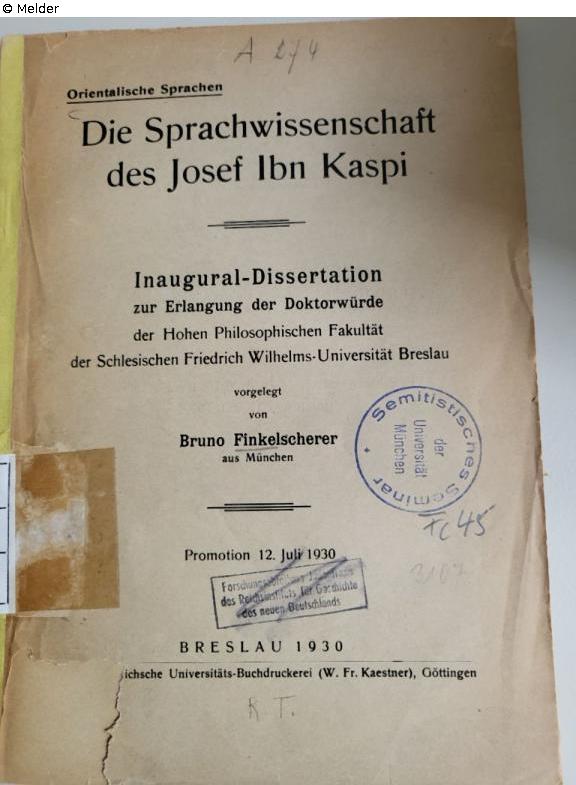 © Melder
A 274
Orientalische Sprachen
Die Sprachwissenschaft
des Josef Ibn Kaspi
Inaugural-Dissertation
zur Erlangung der Doktorwürde
der Hohen Philosophischen Fakultät
der Schlesischen Friedrich Wilhelms-Universität Breslau
vorgelegt
von
Bruno Finkelscherer
aus München
Semitistisches Seminar
der
Universität
München
Promotion 12. Juli 1930
des Reichsinstituts für Geschichte
des neuen Deutschlands
BRESLAU 1930
ichsche Universitäts-Buchdruckerei (W. Fr. Kaestner), Göttingen
R. T.